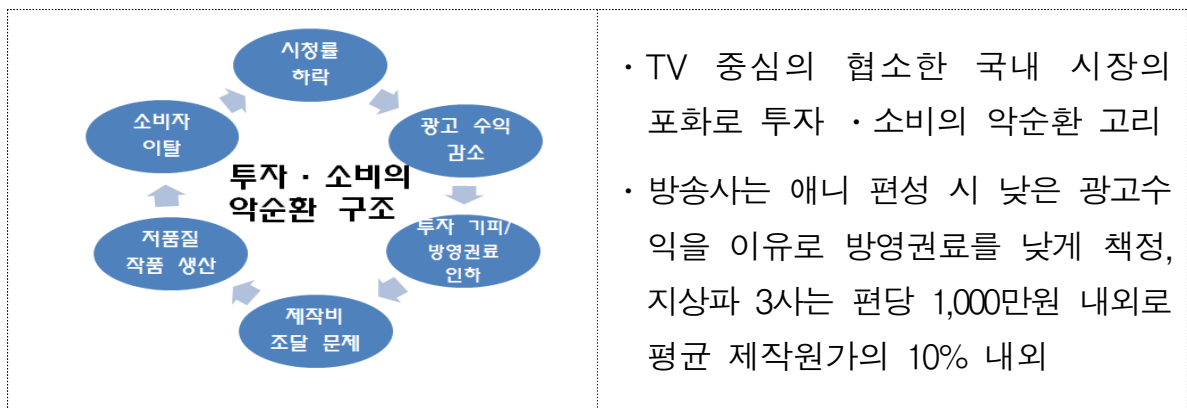 시청률
하락
광고 수익
감소
투자 기피/
방영권료
인하
제작비
조달 문제
저품질
작품 생산
소비자
이탈
투자 · 소비의
악순환 구조
· TV 중심의 협소한 국내 시장의
포화로 투자 · 소비의 악순환 고리
· 방송사는 애니 편성 시 낮은 광고수
익을 이유로 방영권료를 낮게 책정,
지상파 3사는 편당 1,000만원 내외로
평균 제작원가의 10% 내외